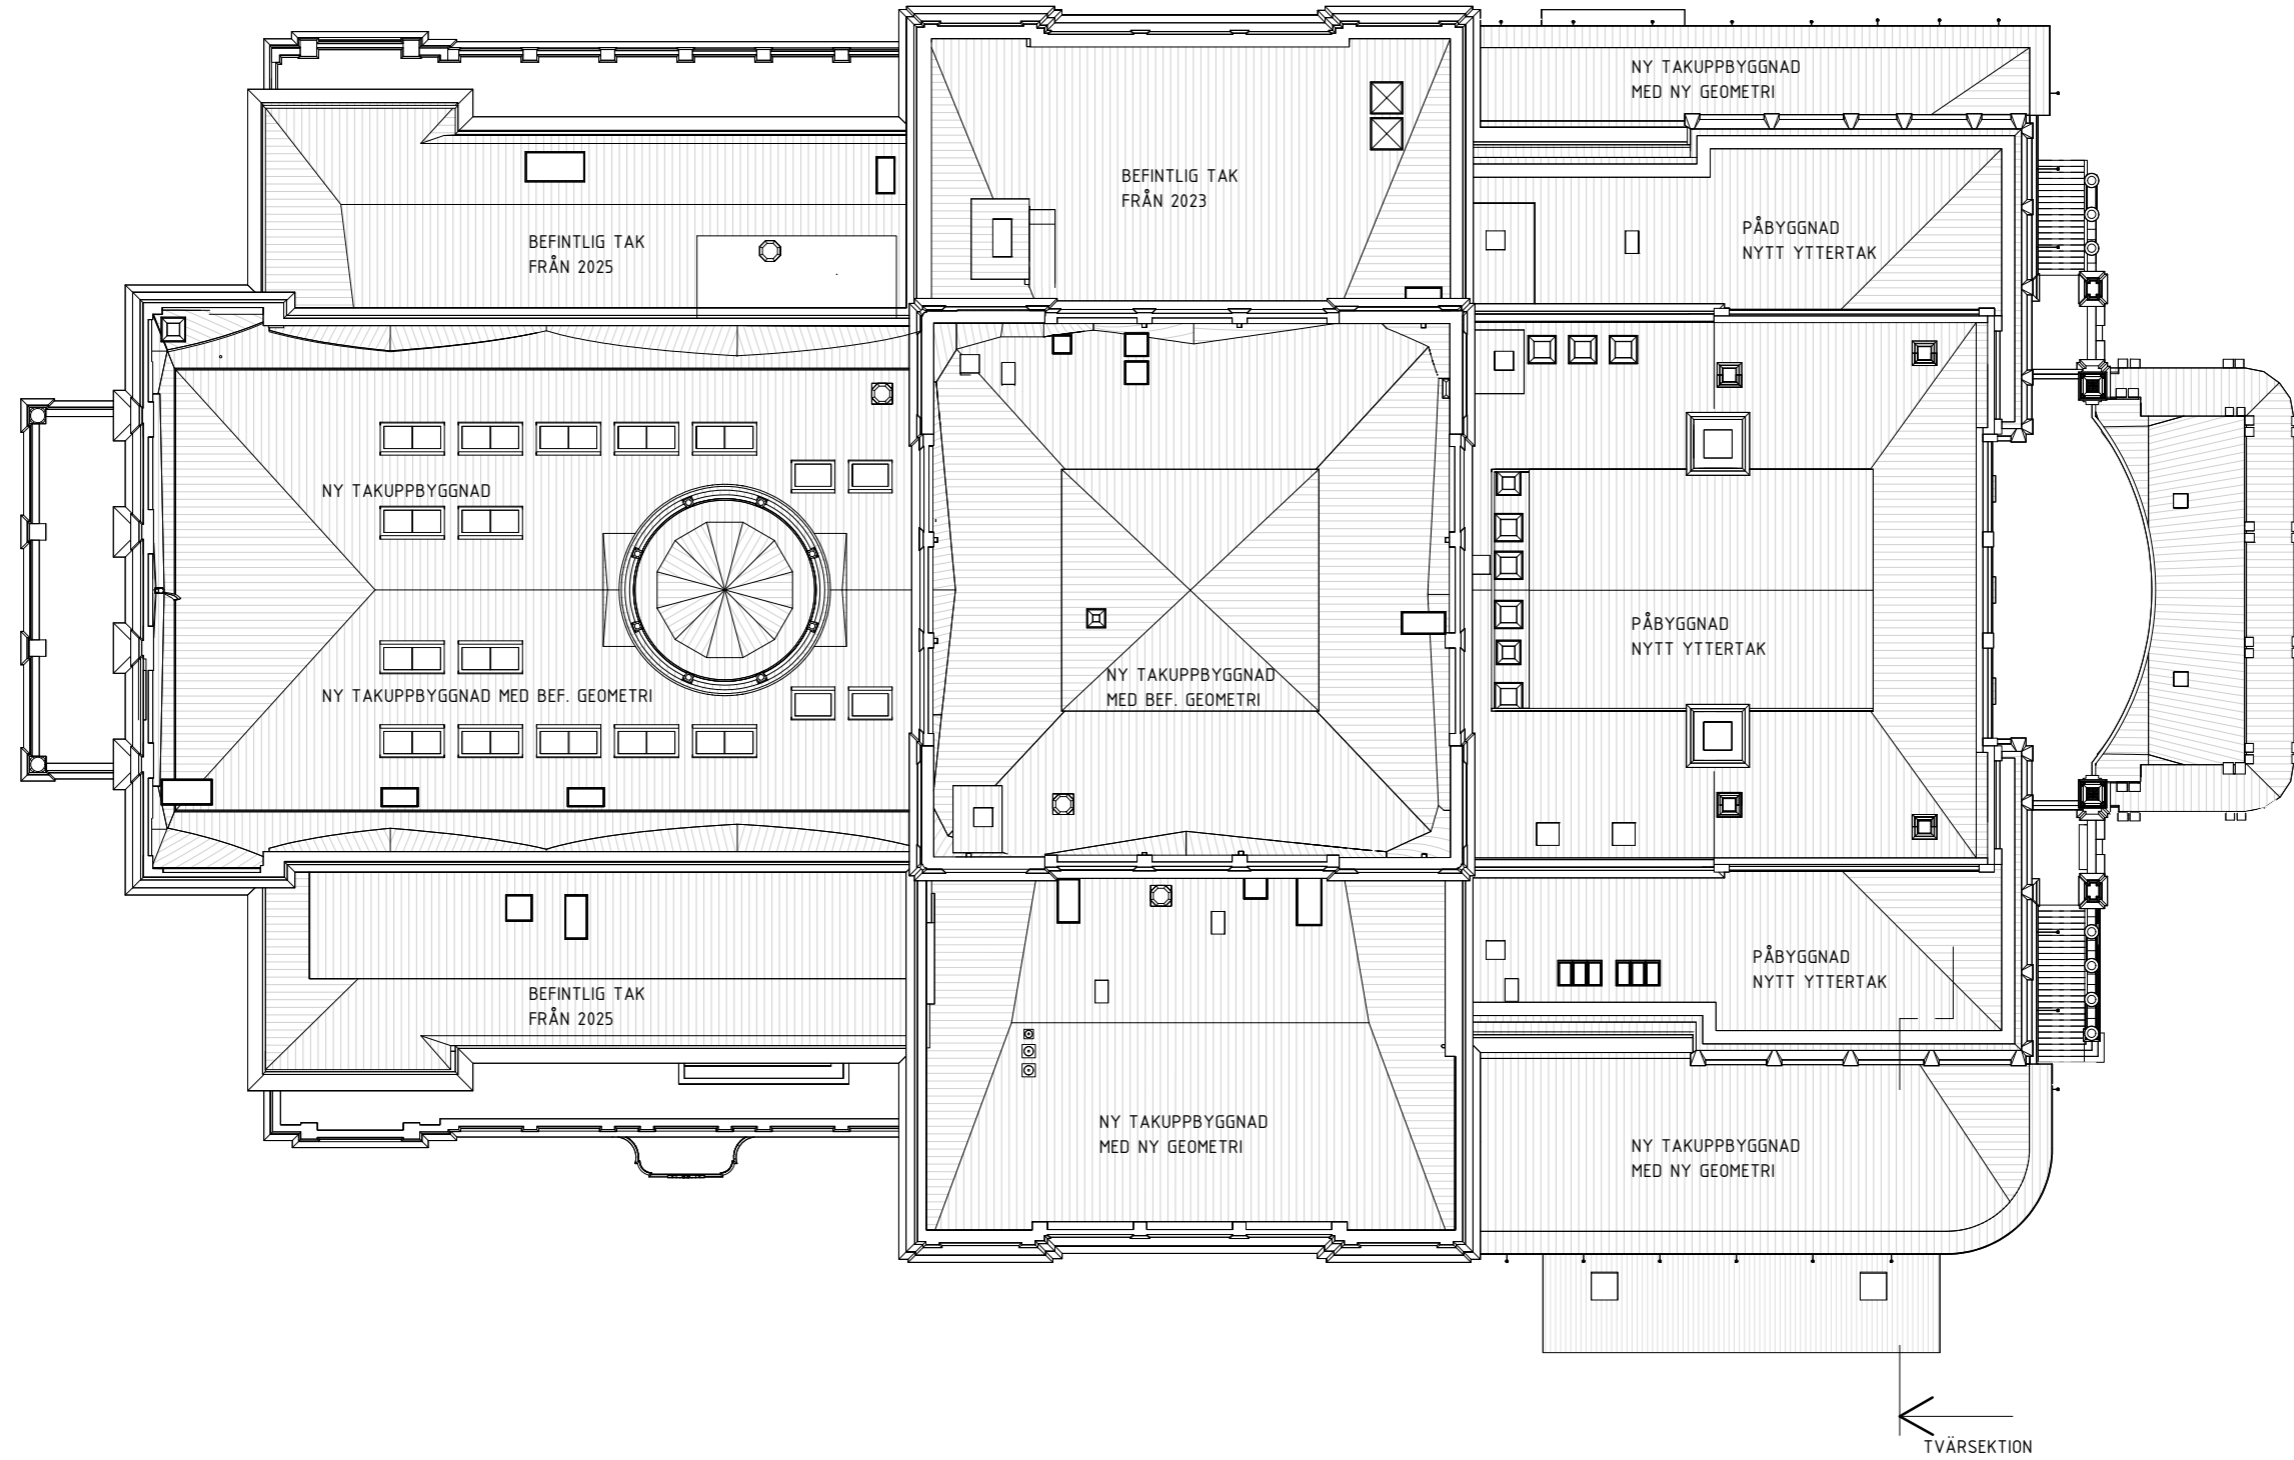 NY TAKUPPBYGGNAD
MED NY GEOMETRI
BEFINTLIG TAK
FRÅN 2023
PÅBYGGNAD
NYTT YTTERTAK
BEFINTLIG TAK
FRÅN 2025
NY TAKUPPBYGGNAD
NY TAKUPPBYGGNAD MED BEF. GEOMETRI
NY TAKUPPBYGGNAD
MED BEF. GEOMETRI
PÅBYGGNAD
NYTT YTTERTAK
BEFINTLIG TAK
FRÅN 2025
PÅBYGGNAD
NYTT YTTERTAK
NY TAKUPPBYGGNAD
MED NY GEOMETRI
NY TAKUPPBYGGNAD
MED NY GEOMETRI
TVÄRSEKTION